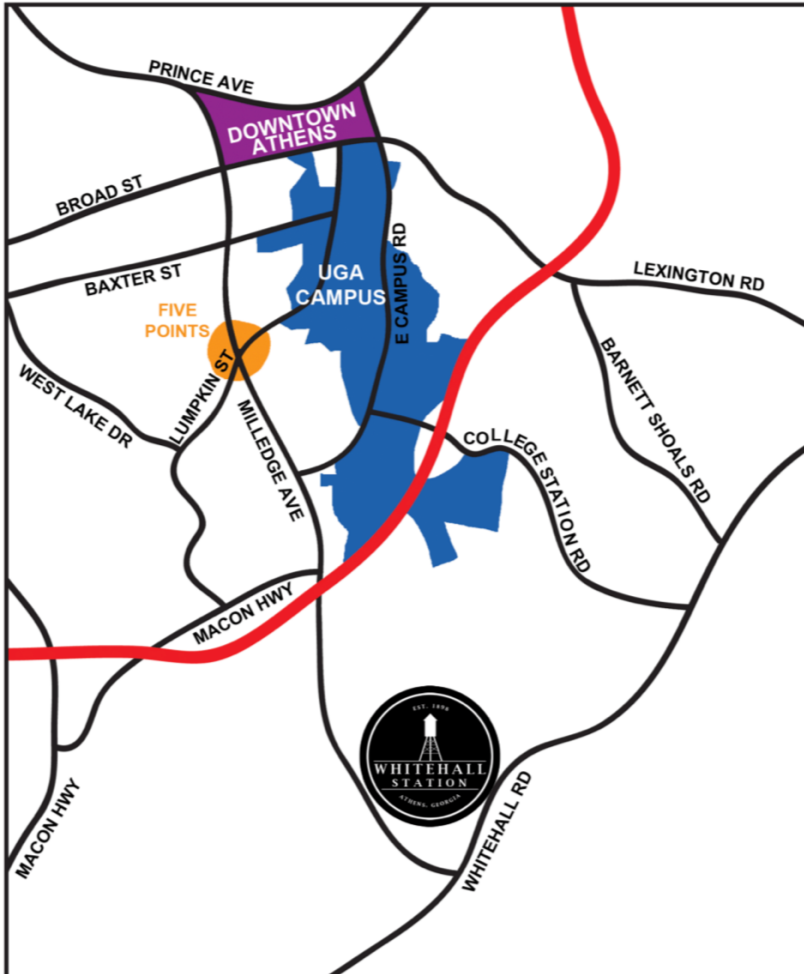 PRINCE AVE
DOWNTOWN
ATHENS
BROAD ST
BAXTER ST
UGA
CAMPUS
E CAMPUS RD
LEXINGTON RD
FIVE
POINTS
WEST LAKE DR
LUMPKIN ST
MILLEDGE AVE
BARNETT SHOALS RD
COLLEGE STATION RD
MACON HWY
EST. 1890
WHITEHALL
STATION
ATHENS, GEORGIA
MACON HWY
WHITEHALL RD